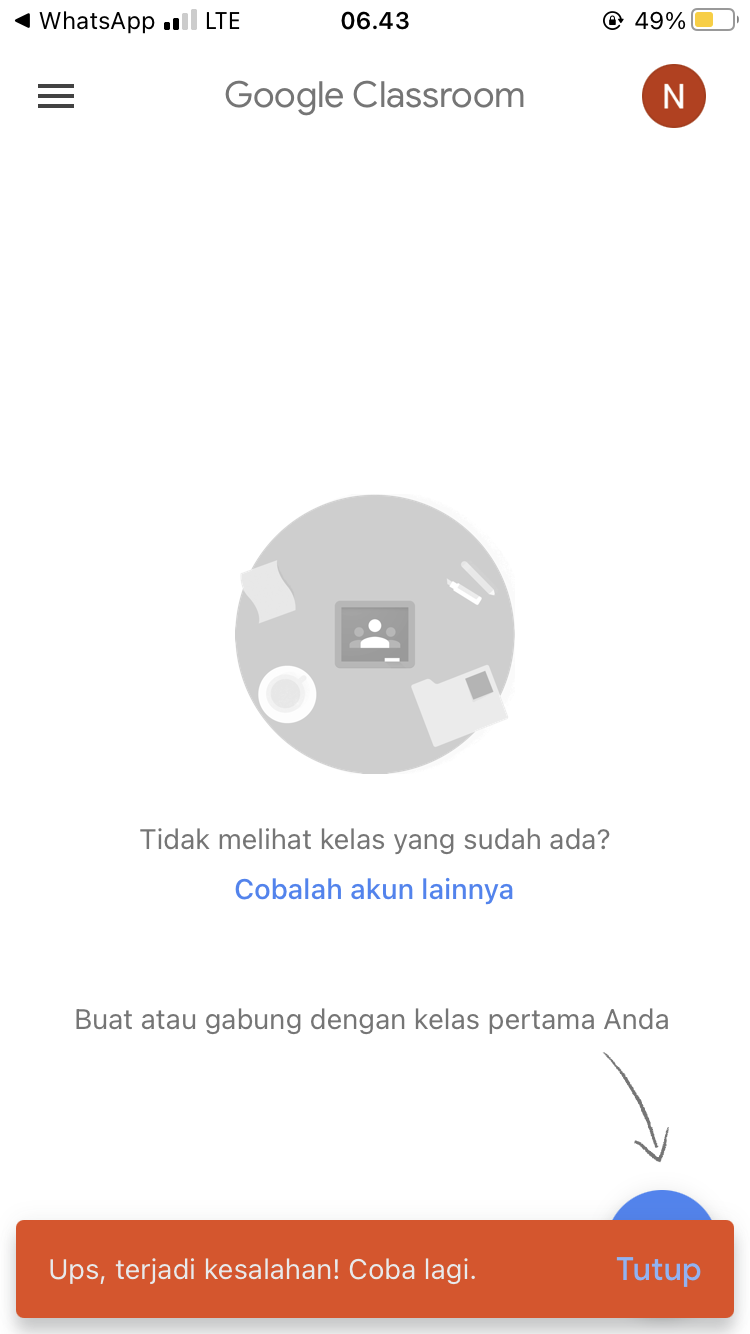 WhatsApp LTE 06.43 49%
Google Classroom N
Tidak melihat kelas yang sudah ada?
Cobalah akun lainnya
Buat atau gabung dengan kelas pertama Anda
Ups, terjadi kesalahan! Coba lagi. Tutup